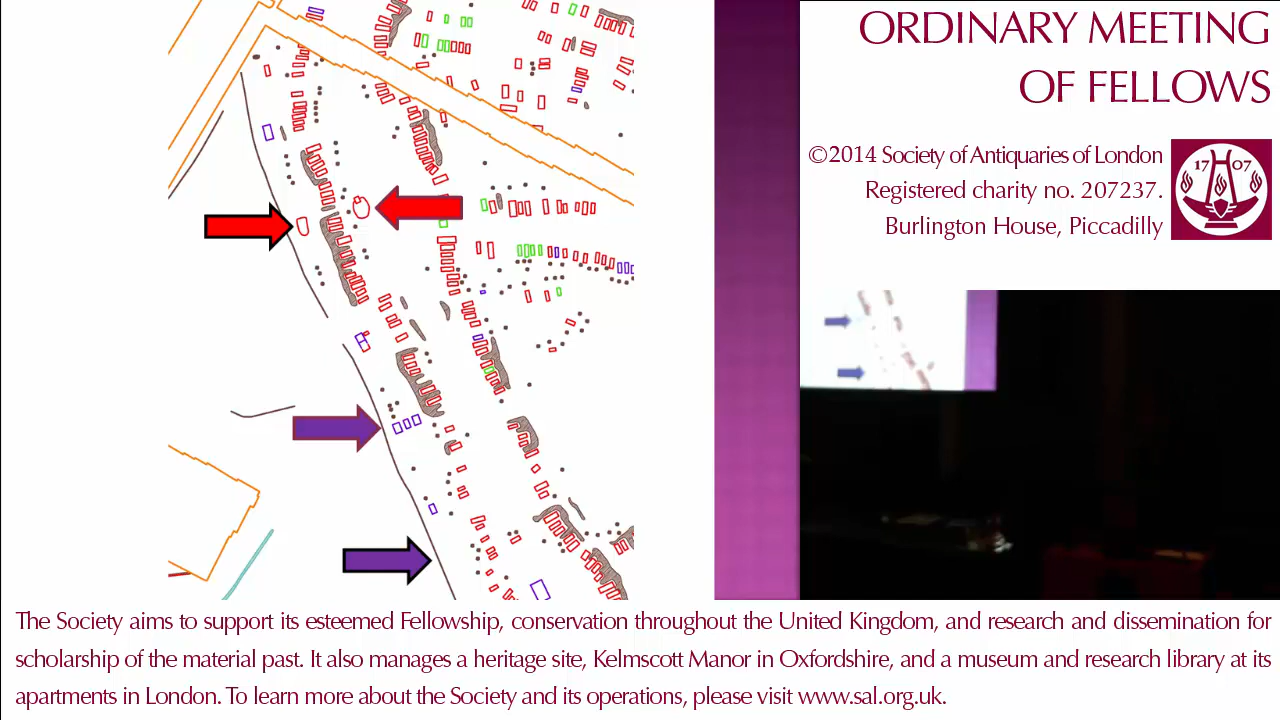 ORDINARY MEETING
OF FELLOWS
©2014 Society of Antiquaries of London
Registered charity no. 207237.
Burlington House, Piccadilly
17 07
The Society aims to support its esteemed Fellowship, conservation throughout the United Kingdom, and research and dissemination for
scholarship of the material past. It also manages a heritage site, Kelmscott Manor in Oxfordshire, and a museum and research library at its
apartments in London. To learn more about the Society and its operations, please visit www.sal.org.uk.